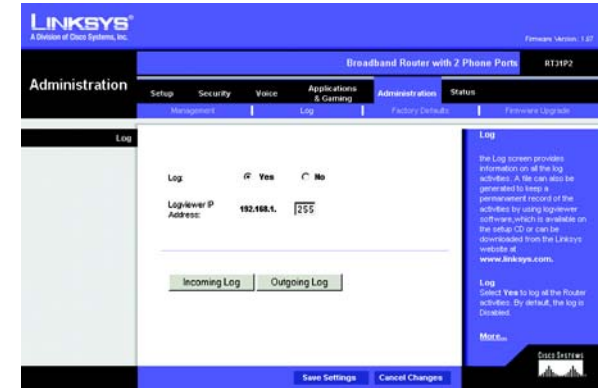 LINKSYS®
A Division of Cisco Systems, Inc.
Firmware Version: 1.07
Broadband Router with 2 Phone Ports RT31P2
Administration
Setup Security Voice Applications & Gaming Administration Status
Management Log Factory Defaults Firmware Upgrade
Log
Log: Yes No
Logviewer IP Address: 192.168.1. 255
Incoming Log Outgoing Log
Log
the Log screen provides
information on all the log
activities. A file can also be
generated to keep a
permanament record of the
activities by using logviewer
software,which is available on
the setup CD or can be
downloaded from the Linksys
website at
www.linksys.com.
Log
Select Yes to log all the Router
activities. By default, the log is
Disabled.
More...
CISCO SYSTEMS
Save Settings Cancel Changes